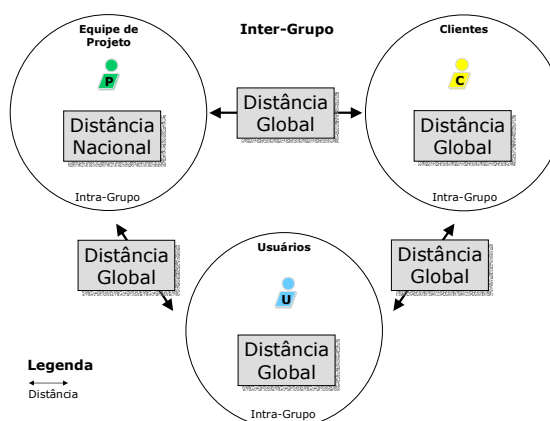 Equipe de
Projeto
Inter-Grupo
Clientes
P
C
Distância
Nacional
Distância
Global
Distância
Global
Intra-Grupo
Intra-Grupo
Distância
Global
Usuários
Distância
Global
U
Distância
Global
Legenda
Distância
Intra-Grupo